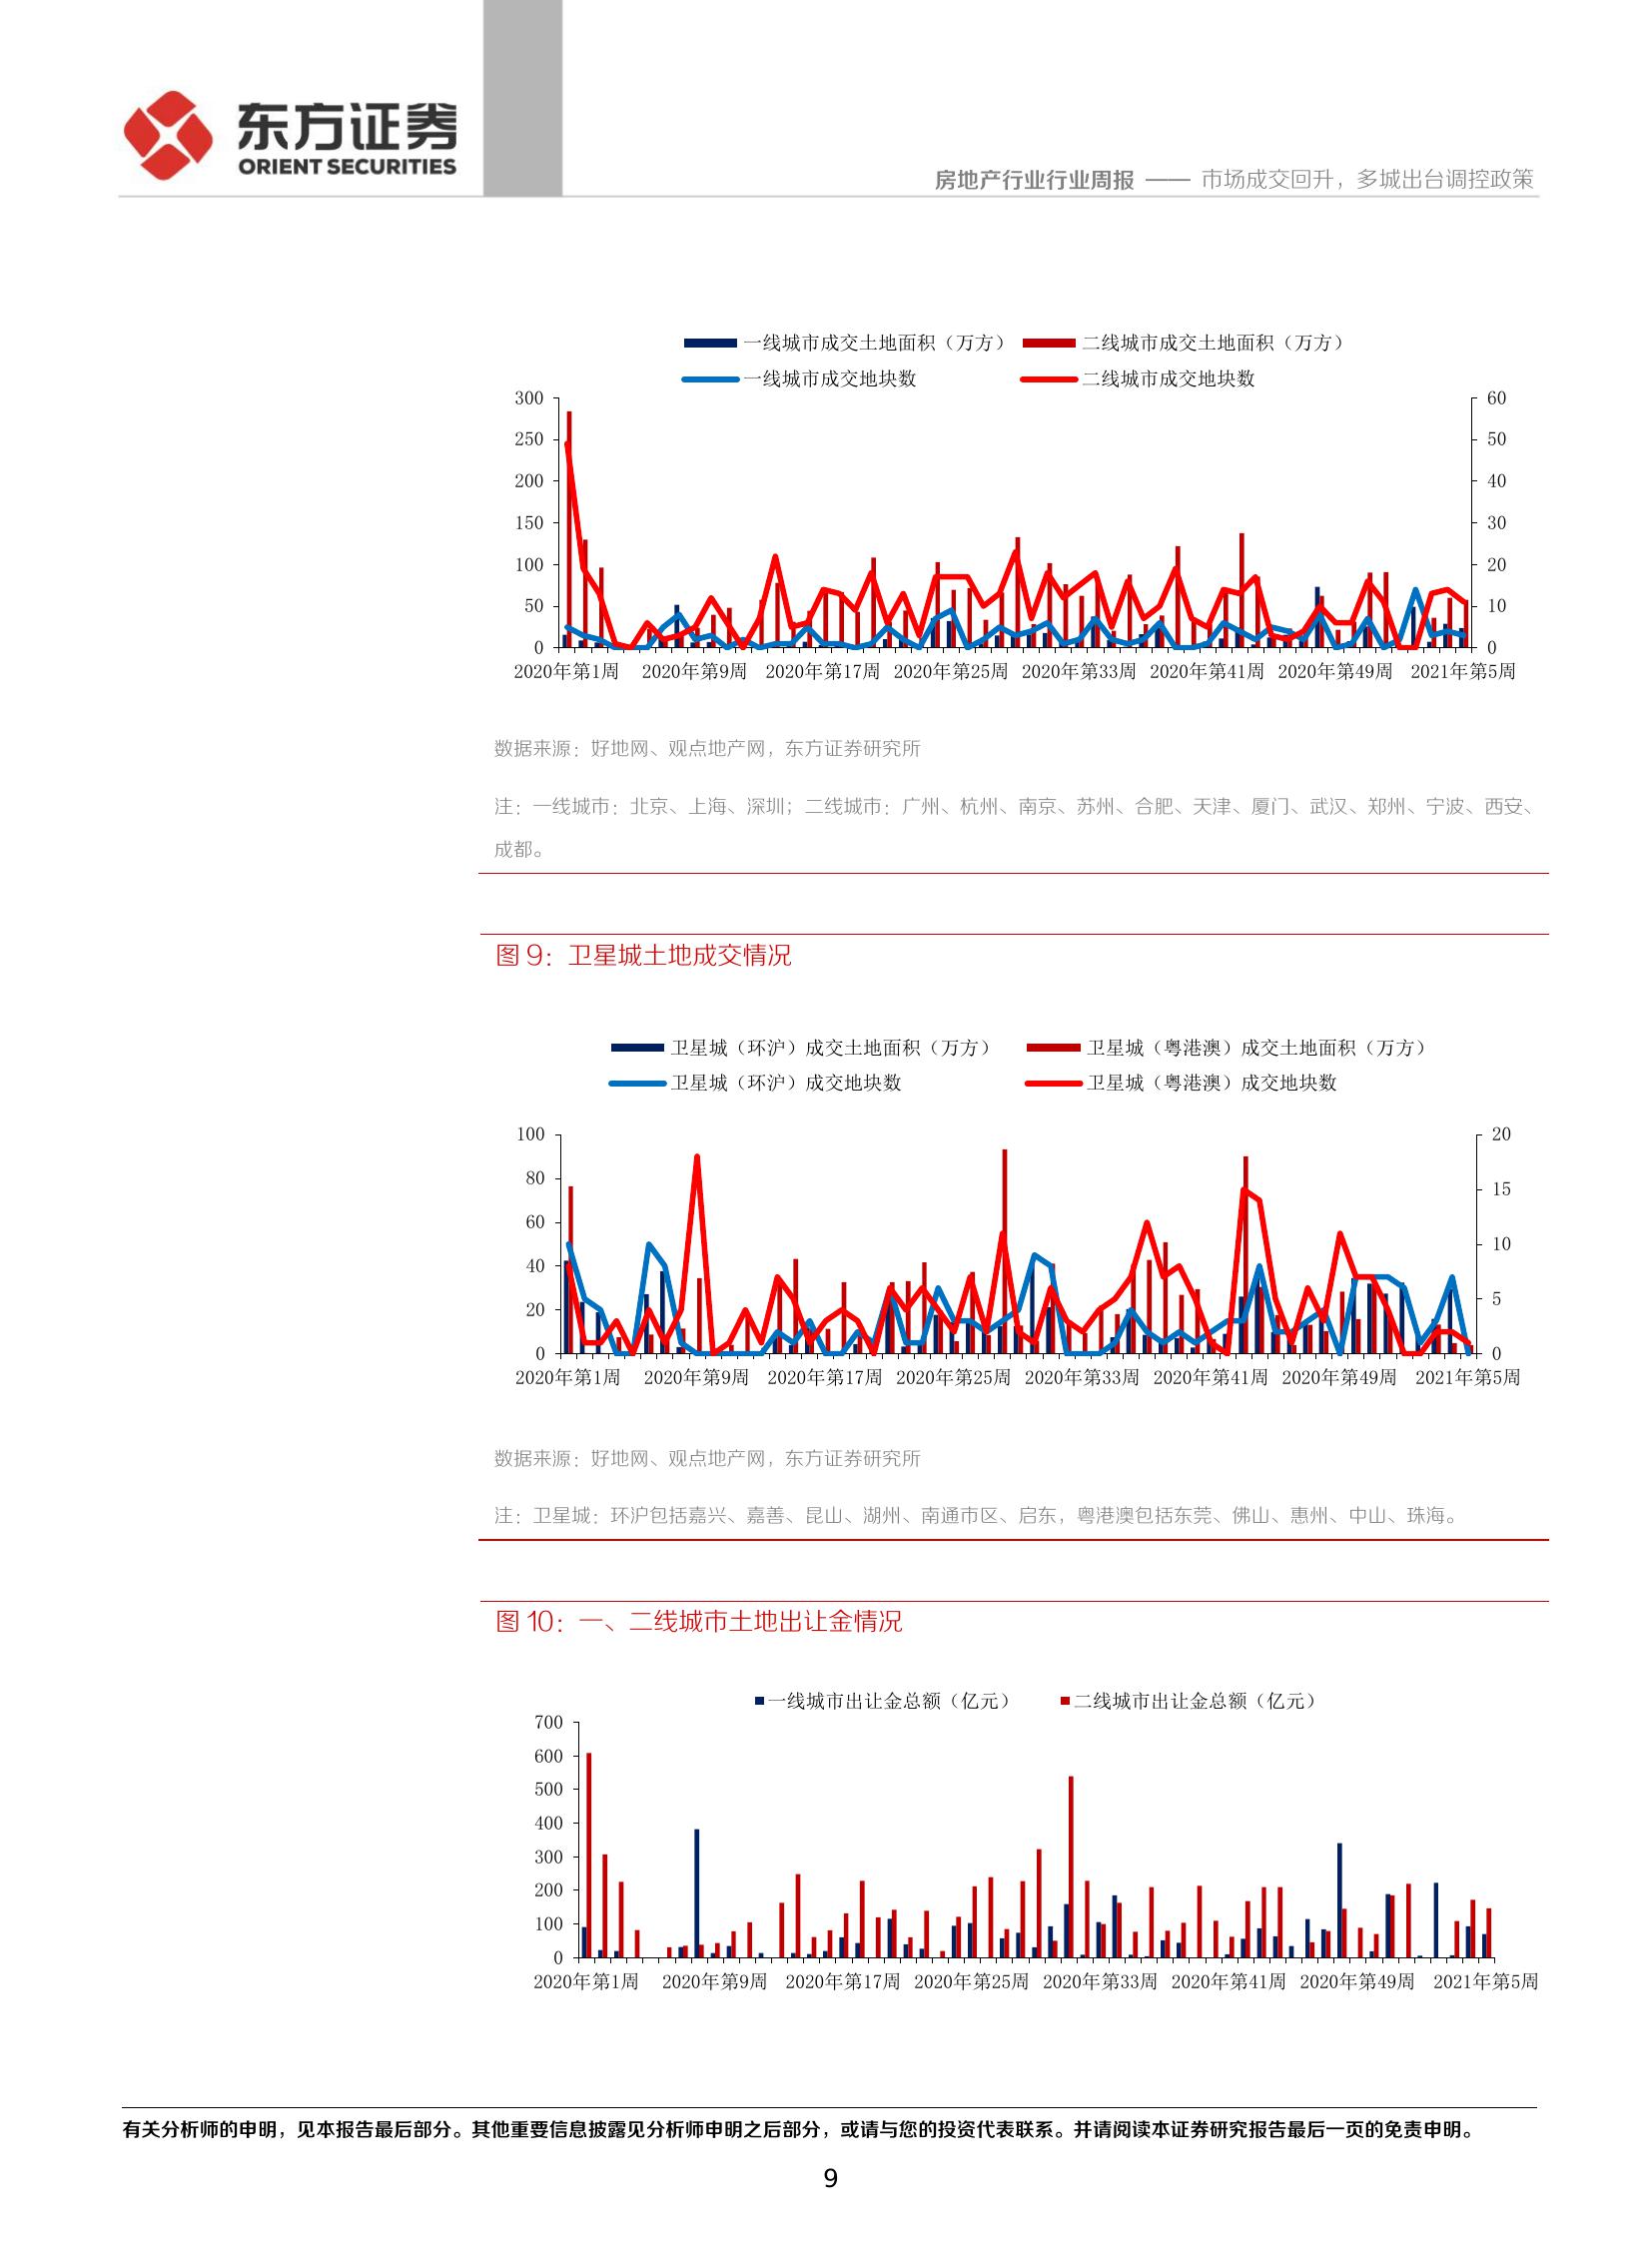 东方证券
ORIENT SECURITIES
房地产行业行业周报 —— 市场成交回升，多城出台调控政策
一线城市成交土地面积（万方） 二线城市成交土地面积（万方）
一线城市成交地块数 二线城市成交地块数
300 60
250 50
200 40
150 30
100 20
50 10
0 0
2020年第1周 2020年第9周 2020年第17周 2020年第25周 2020年第33周 2020年第41周 2020年第49周 2021年第5周
数据来源：好地网、观点地产网，东方证券研究所
注：一线城市：北京、上海、深圳；二线城市：广州、杭州、南京、苏州、合肥、天津、厦门、武汉、郑州、宁波、西安、
成都。
图 9：卫星城土地成交情况
卫星城（环沪）成交土地面积（万方） 卫星城（粤港澳）成交土地面积（万方）
卫星城（环沪）成交地块数 卫星城（粤港澳）成交地块数
100 20
80
15
60
10
40
5
20
0 0
2020年第1周 2020年第9周 2020年第17周 2020年第25周 2020年第33周 2020年第41周 2020年第49周 2021年第5周
数据来源：好地网、观点地产网，东方证券研究所
注：卫星城：环沪包括嘉兴、嘉善、昆山、湖州、南通市区、启东，粤港澳包括东莞、佛山、惠州、中山、珠海。
图 10：一、二线城市土地出让金情况
一线城市出让金总额（亿元） 二线城市出让金总额（亿元）
700
600
500
400
300
200
100
0
2020年第1周 2020年第9周 2020年第17周 2020年第25周 2020年第33周 2020年第41周 2020年第49周 2021年第5周
有关分析师的申明，见本报告最后部分。其他重要信息披露见分析师申明之后部分，或请与您的投资代表联系。并请阅读本证券研究报告最后一页的免责申明。
9